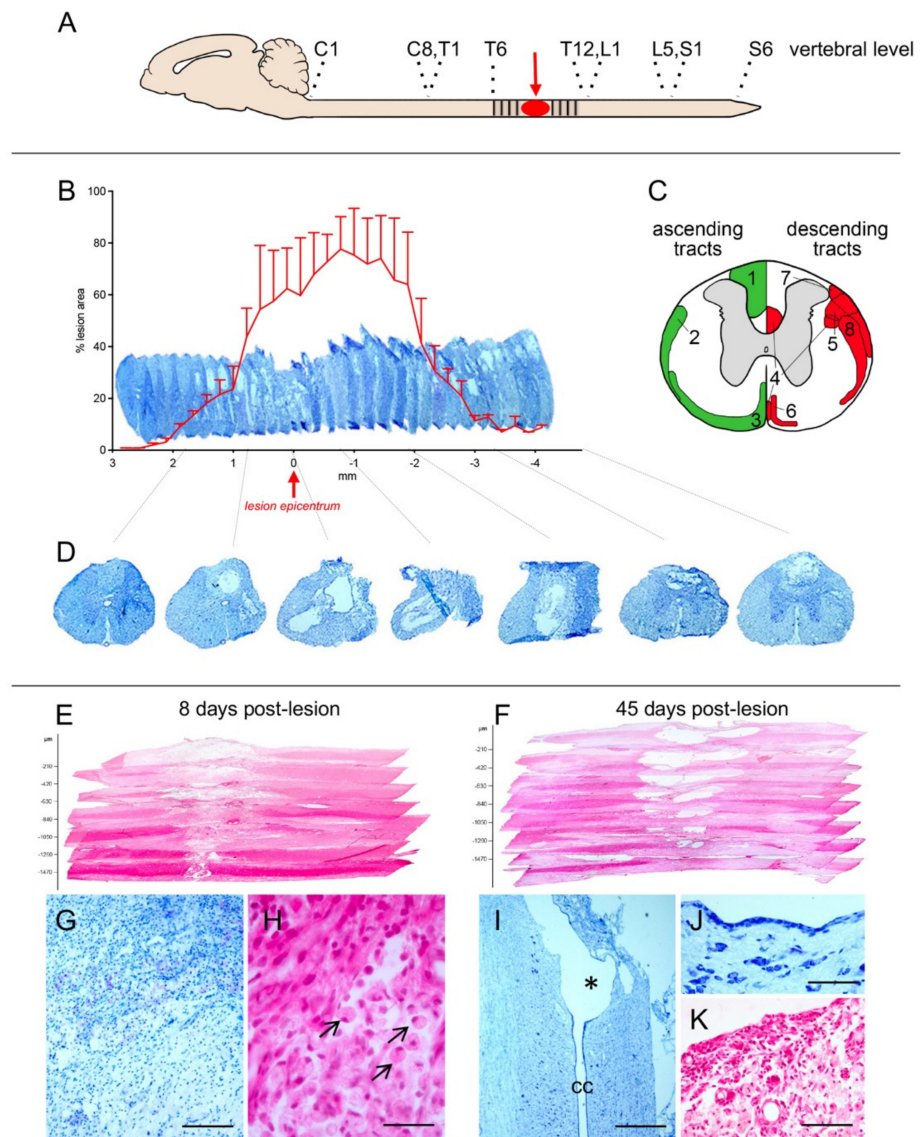 A
C1 C8,T1 T6 T12,L1 L5,S1 S6 vertebral level
B
100
80
60
40
20
0
% lesion area
3 2 1 0 -1 -2 -3 -4
mm
lesion epicentrum
C
ascending tracts
descending tracts
1
2
3
4
5
6
7
8
D
E
8 days post-lesion
µm
-210
-420
-630
-840
-1050
-1260
-1470
F
45 days post-lesion
µm
-210
-420
-630
-840
-1050
-1260
-1470
G
H
I
*
cc
J
K